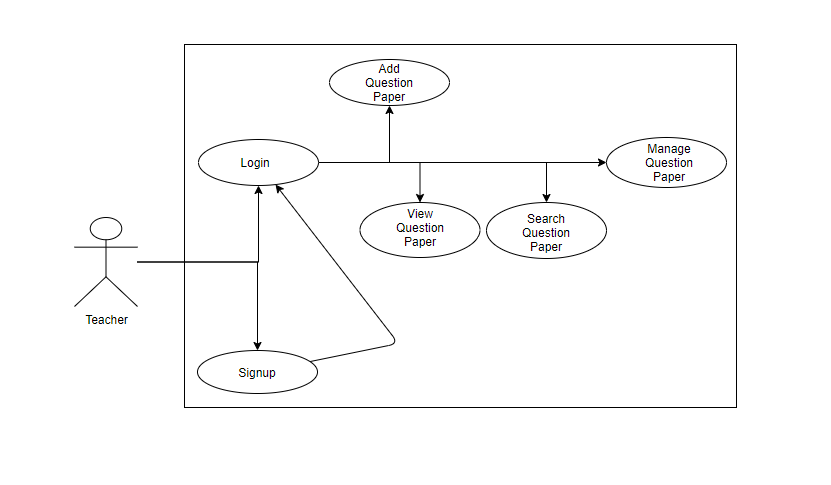 Add
Question
Paper
Login
Manage
Question
Paper
View
Question
Paper
Search
Question
Paper
Teacher
Signup